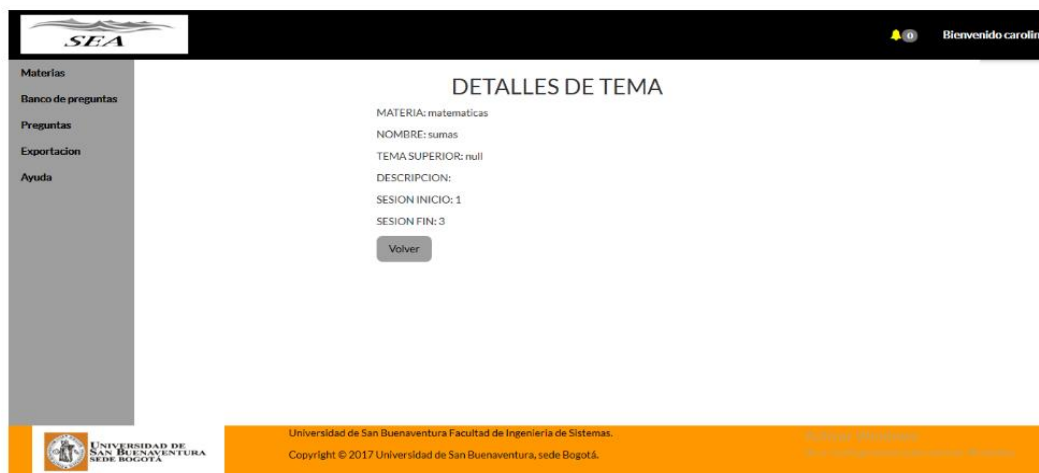 SEA
0
Bienvenido carolin
Materias
Banco de preguntas
Preguntas
Exportacion
Ayuda
DETALLES DE TEMA
MATERIA: matematicas
NOMBRE: sumas
TEMA SUPERIOR: null
DESCRIPCION:
SESION INICIO: 1
SESION FIN: 3
Volver
UNIVERSIDAD DE
SAN BUENAVENTURA
SEDE BOGOTÁ
Universidad de San Buenaventura Facultad de Ingenieria de Sistemas.
Copyright © 2017 Universidad de San Buenaventura, sede Bogotá.